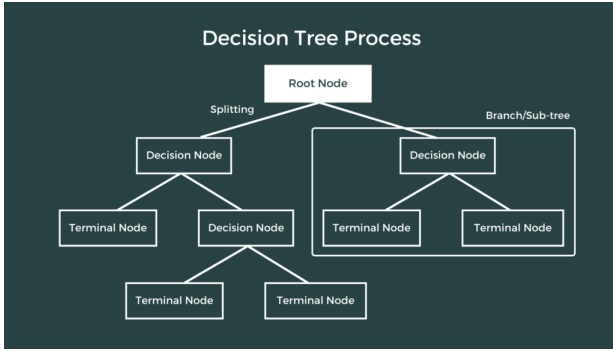 Decision Tree Process
Root Node
Splitting
Branch/Sub-tree
Decision Node
Decision Node
Terminal Node
Decision Node
Terminal Node
Terminal Node
Terminal Node
Terminal Node